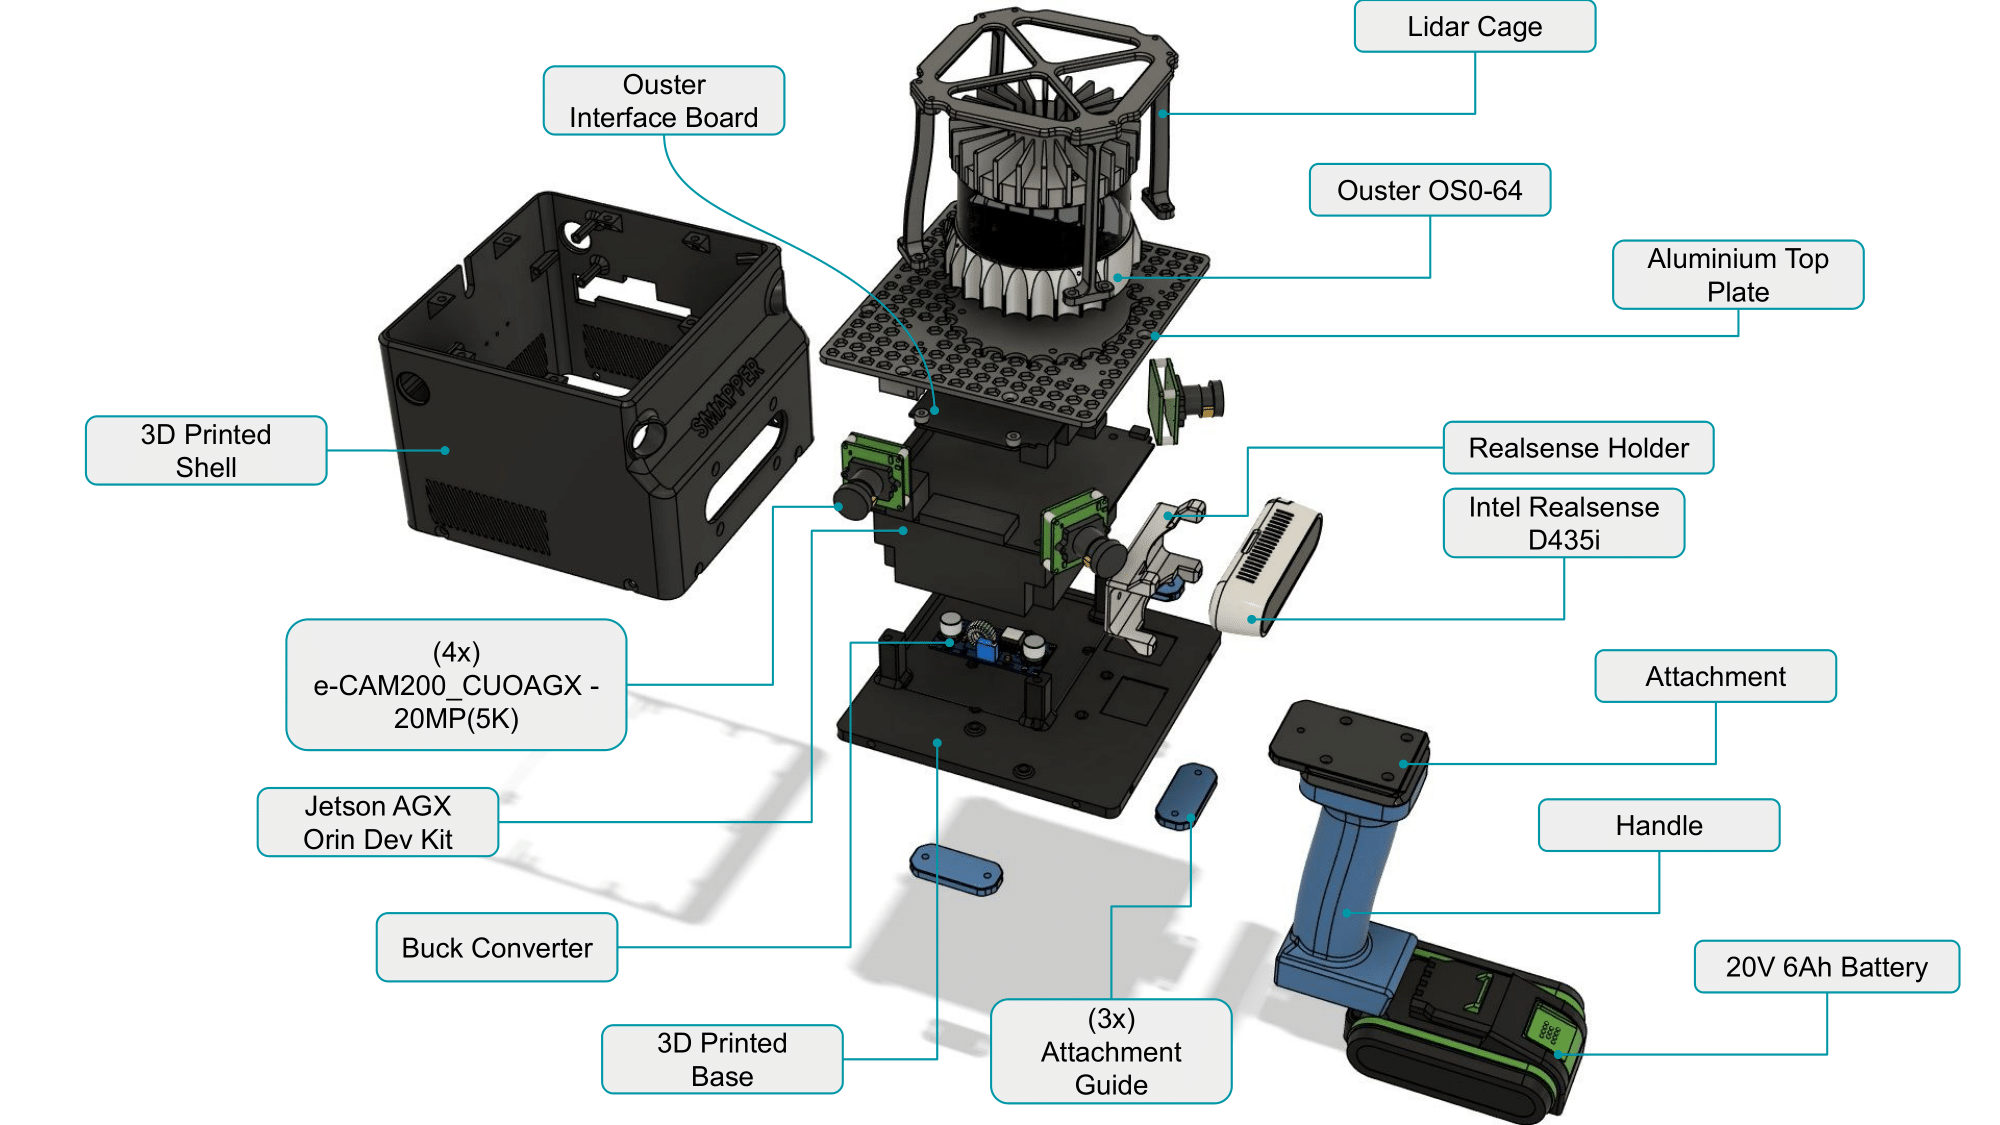 Lidar Cage
Ouster
Interface Board
Ouster OS0-64
Aluminium Top
Plate
SMAPPER
3D Printed
Shell
Realsense Holder
Intel Realsense
D435i
(4x)
e-CAM200_CUOAGX -
20MP(5K)
Attachment
Jetson AGX
Orin Dev Kit
Handle
Buck Converter
20V 6Ah Battery
(3x)
Attachment
Guide
3D Printed
Base